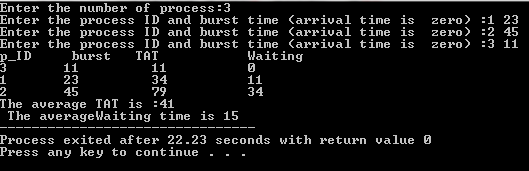 Enter the number of process:3
Enter the process ID and burst time (arrival time is  zero) :1 23
Enter the process ID and burst time (arrival time is  zero) :2 45
Enter the process ID and burst time (arrival time is  zero) :3 11
p_ID     burst   TAT           Waiting
3       11         11          0
1       23         34          11
2       45         79          34
The average TAT is :41
 The averageWaiting time is 15
--------------------------------
Process exited after 22.23 seconds with return value 0
Press any key to continue . . .